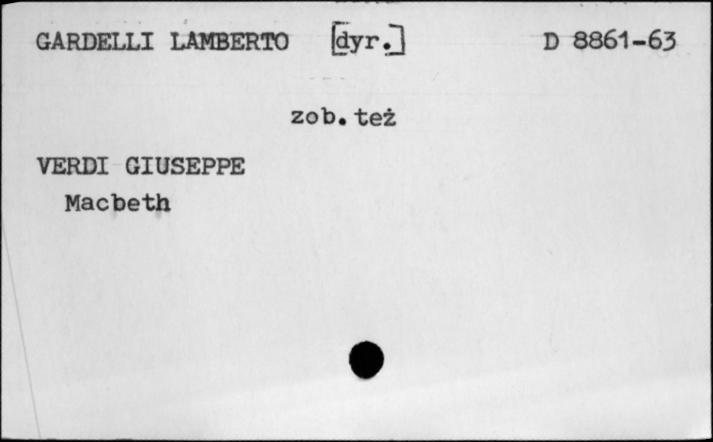 GARDELLI LAMBERTO [dyr.] D 8861-63
zob. też
VERDI GIUSEPPE
Macbeth